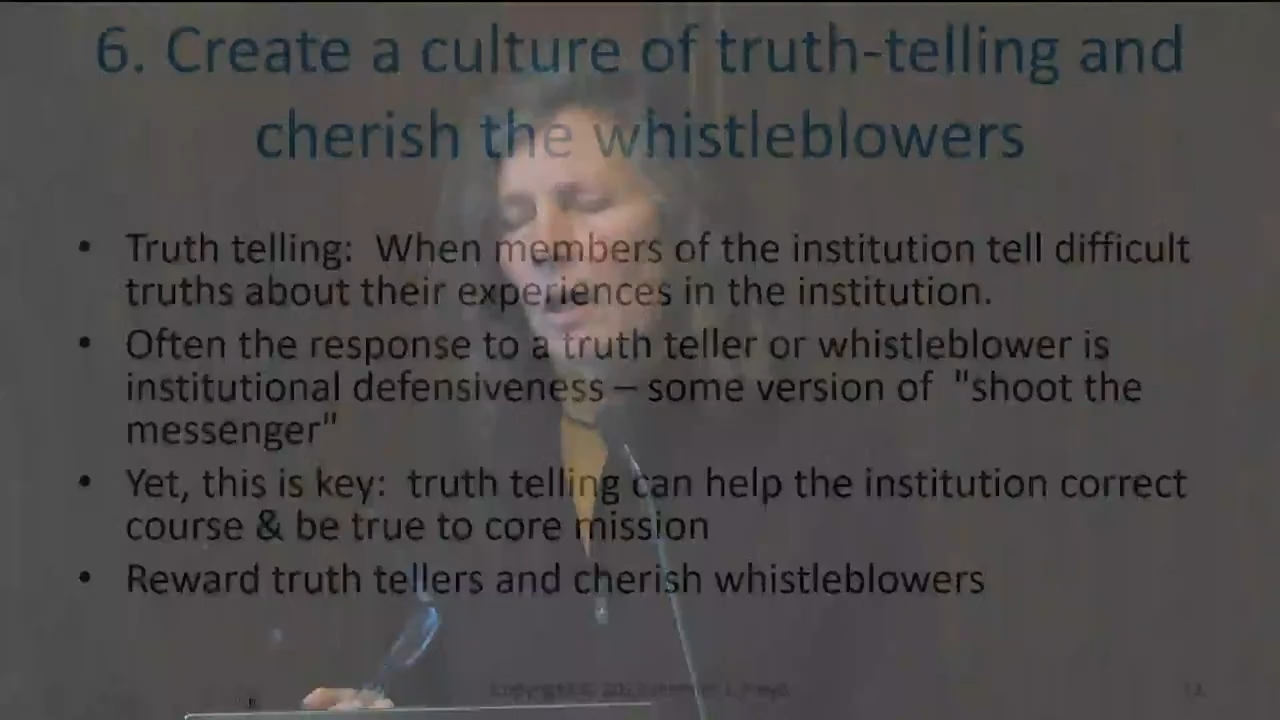 6. Create a culture of truth-telling and
cherish the whistleblowers
• Truth telling:  When members of the institution tell difficult
truths about their experiences in the institution.
• Often the response to a truth teller or whistleblower is
institutional defensiveness – some version of  "shoot the
messenger"
• Yet, this is key:  truth telling can help the institution correct
course & be true to core mission
• Reward truth tellers and cherish whistleblowers
Copyright ©